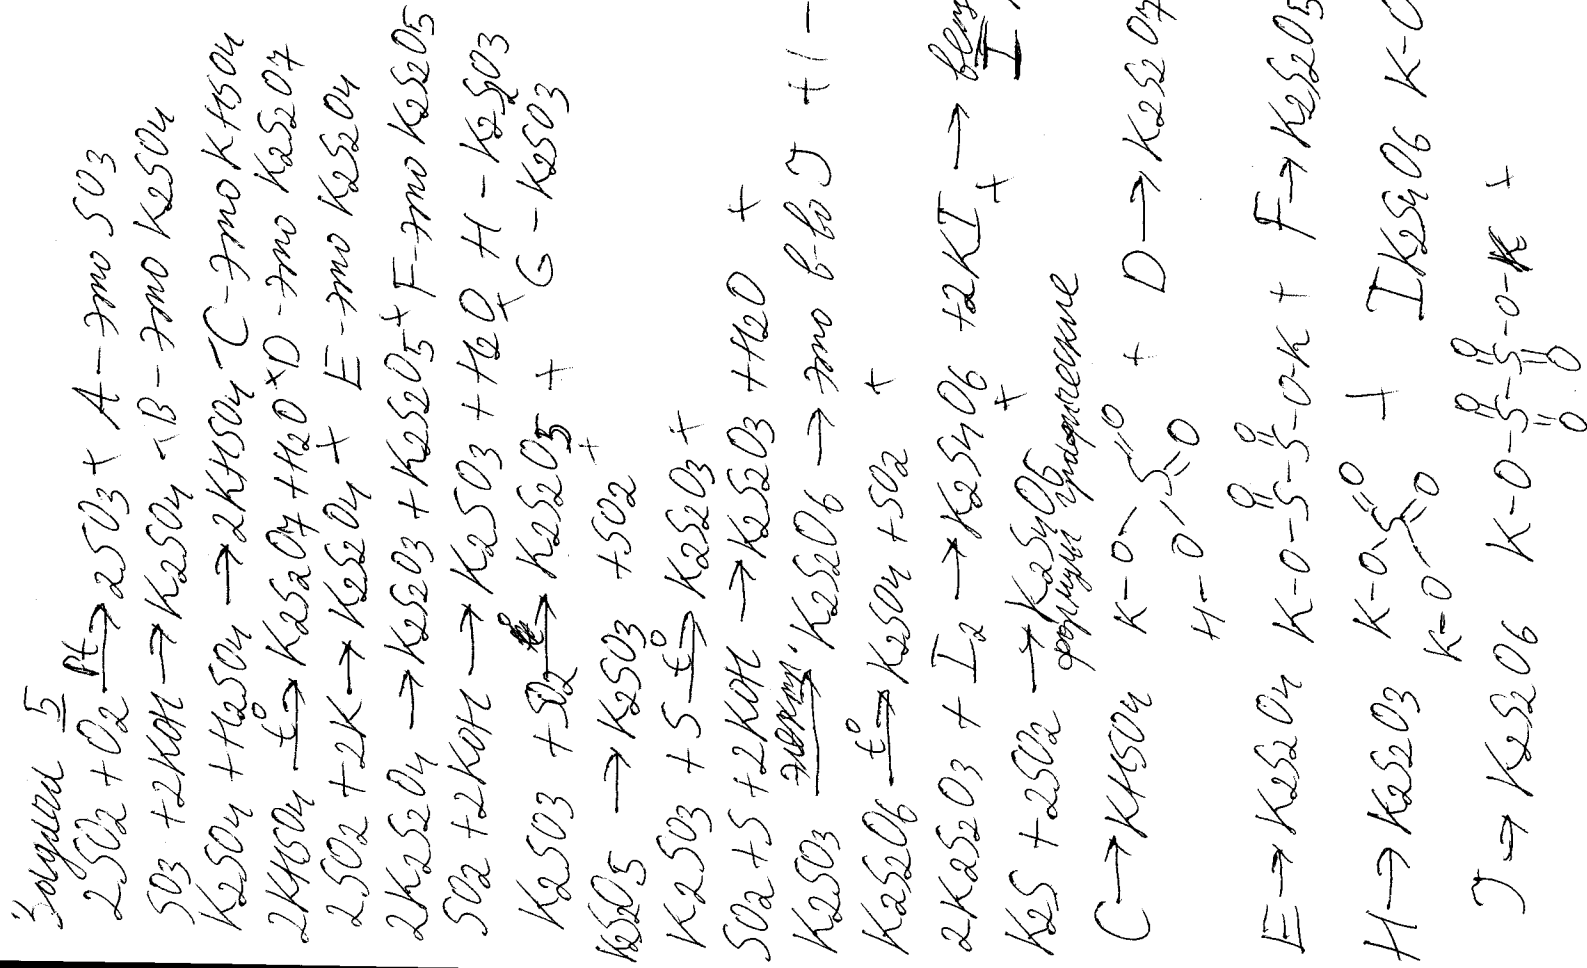 Задача 5
2SO2 + O2 Pt→ 2SO3 + A - это SO3
SO3 + 2KOH → K2SO4 + B - это K2SO4
K2SO4 + H2SO4 → 2KHSO4 - C - это KHSO4
2KHSO4 t°→ K2S2O7 + H2O + D - это K2S2O7
2SO2 + 2K → K2S2O4 + E - это K2S2O4
2K2S2O4 → K2S2O3 + K2S2O5 + F - это K2S2O5
SO2 + 2KOH → K2SO3 + H2O + H - K2S2O3
K2SO3 + SO2 → K2S2O5 + G - K2SO3
K2S2O5 → K2SO3 + SO2 +
K2SO3 + S t°→ K2S2O3 +
SO2 + S + 2KOH → K2S2O3 + H2O +
K2SO3 → K2S2O6 → это в-во J + I -
K2S2O6 t°→ K2SO4 + SO2 +
2K2S2O3 + I2 → K2S4O6 + 2KI → I
K2S + 2SO2 → K2S4O6 + +
формулы графические
C → KHSO4 K-O S O O H-O + D → K2S2O7
E → K2S2O4 K-O-S-S-O-K O O + F → K2S2O5
H → K2S2O3 K-O S O O K-O + I K2S4O6 K-O
J → K2S2O6 K-O-S-S-O-K O O O O +